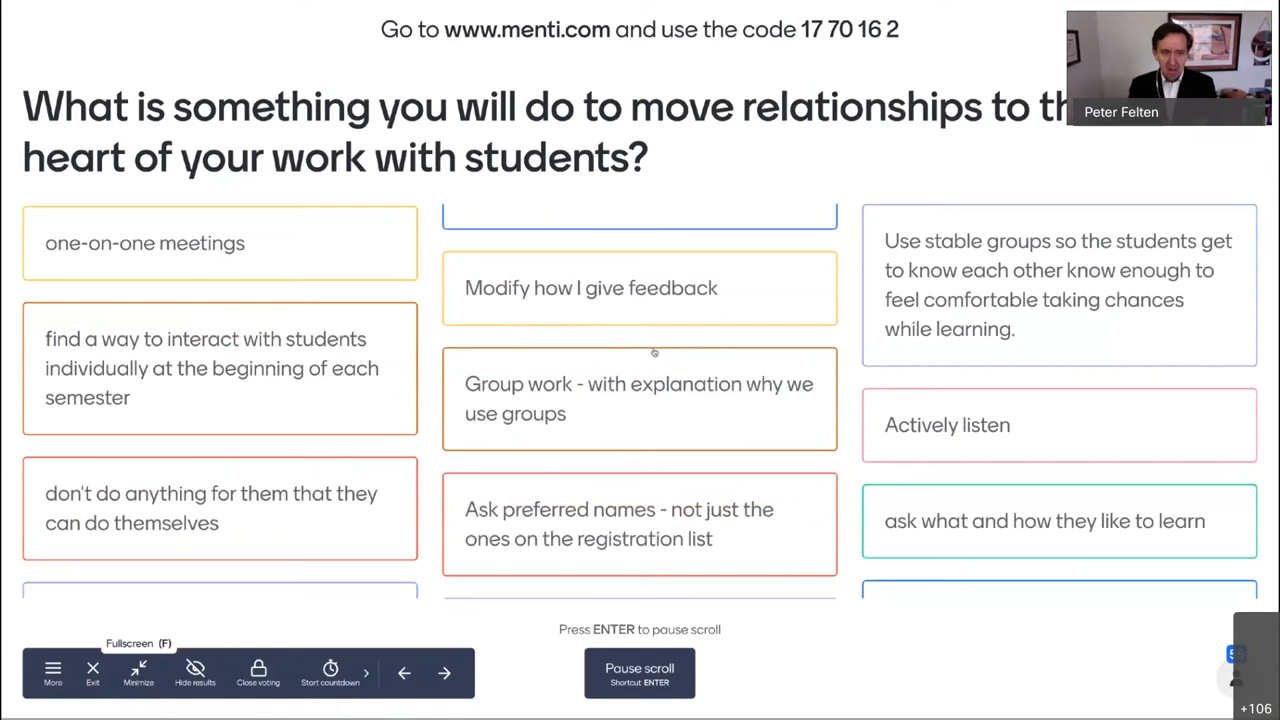 Go to www.menti.com and use the code 17 70 16 2
What is something you will do to move relationships to
heart of your work with students?
Peter Felten
one-on-one meetings
find a way to interact with students
individually at the beginning of each
semester
don't do anything for them that they
can do themselves
Modify how I give feedback
Group work - with explanation why we
use groups
Ask preferred names - not just the
ones on the registration list
Use stable groups so the students get
to know each other know enough to
feel comfortable taking chances
while learning.
Actively listen
ask what and how they like to learn
Press ENTER to pause scroll
Fullscreen (F)
More
Exit
Minimize
Hide results
Close voting
Start countdown
Pause scroll
Shortcut ENTER
+106